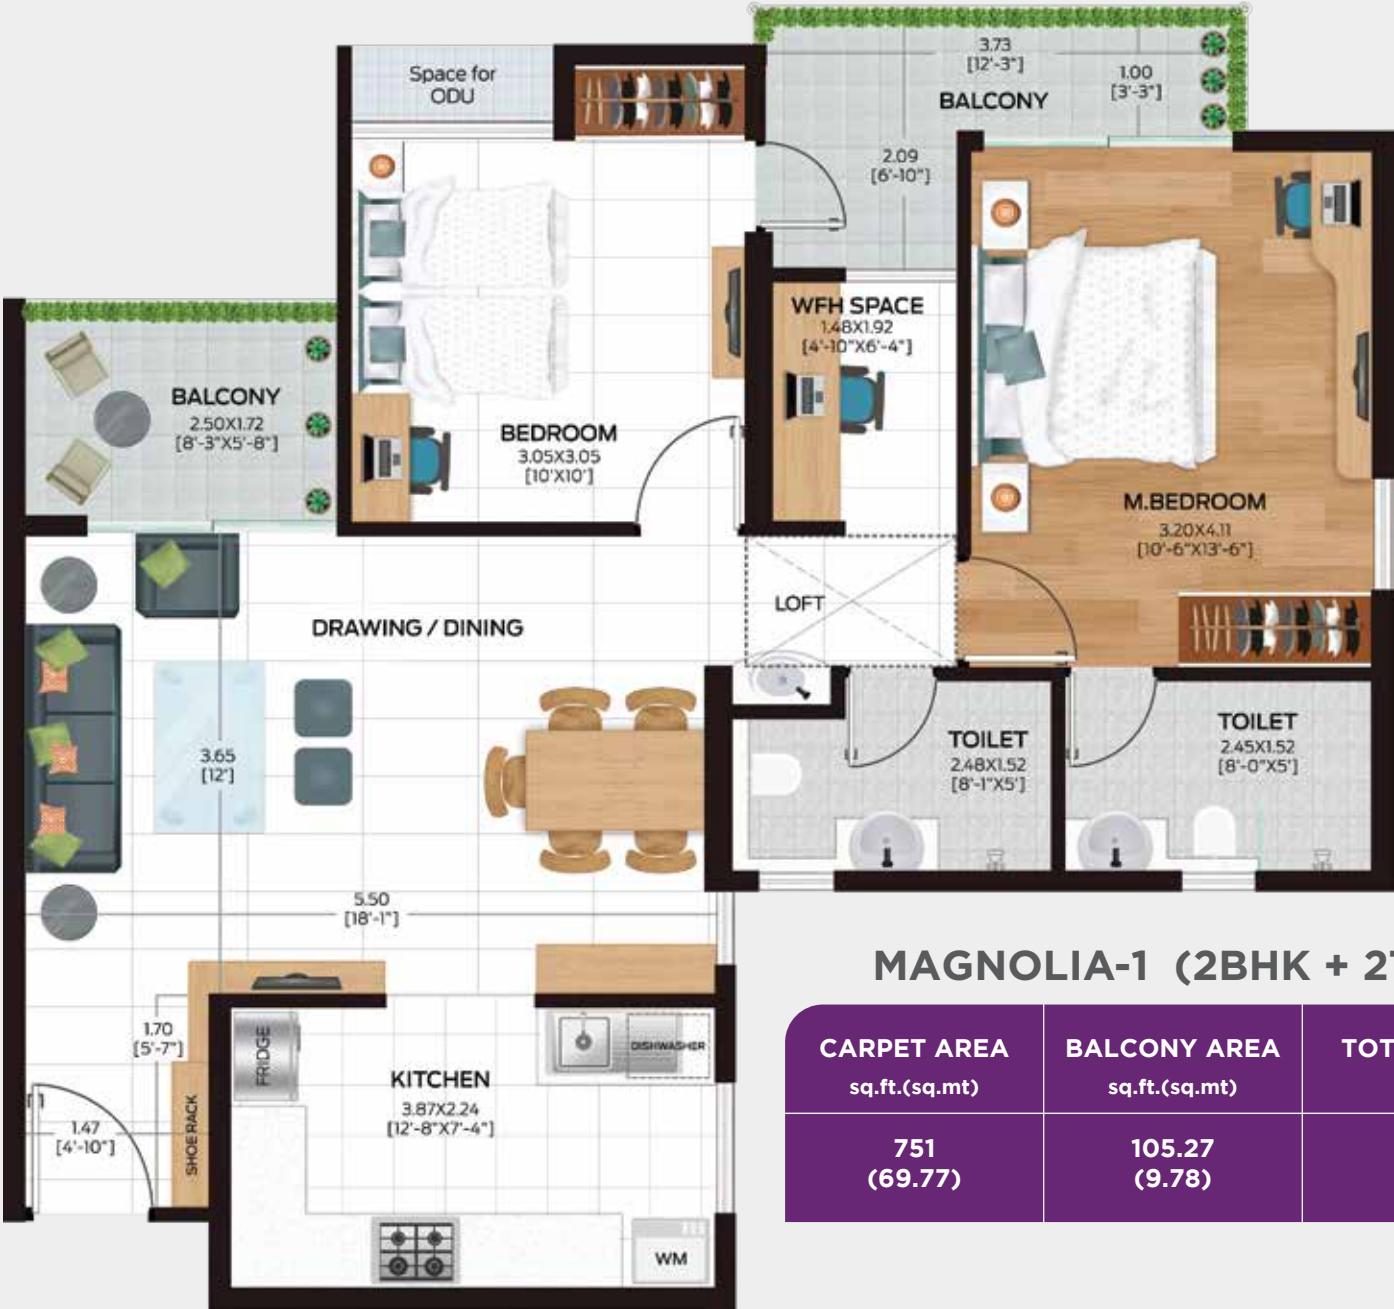 Space for
ODU
3.73
[12'-3"]
1.00
[3'-3"]
BALCONY
2.09
[6'-10"]
WFH SPACE
1.48X1.92
[4'-10"X6'-4"]
BALCONY
2.50X1.72
[8'-3"X5'-8"]
BEDROOM
3.05X3.05
[10'X10']
M.BEDROOM
3.20X4.11
[10'-6"X13'-6"]
LOFT
DRAWING / DINING
3.65
[12']
TOILET
2.48X1.52
[8'-1"X5']
TOILET
2.45X1.52
[8'-0"X5']
5.50
[18'-1"]
1.70
[5'-7"]
FRIDGE
DISHWASHER
KITCHEN
3.87X2.24
[12'-8"X7'-4"]
1.47
[4'-10"]
SHOE RACK
WM
MAGNOLIA-1 (2BHK + 2T
CARPET AREA
sq.ft.(sq.mt)
BALCONY AREA
sq.ft.(sq.mt)
TOT
751
(69.77)
105.27
(9.78)